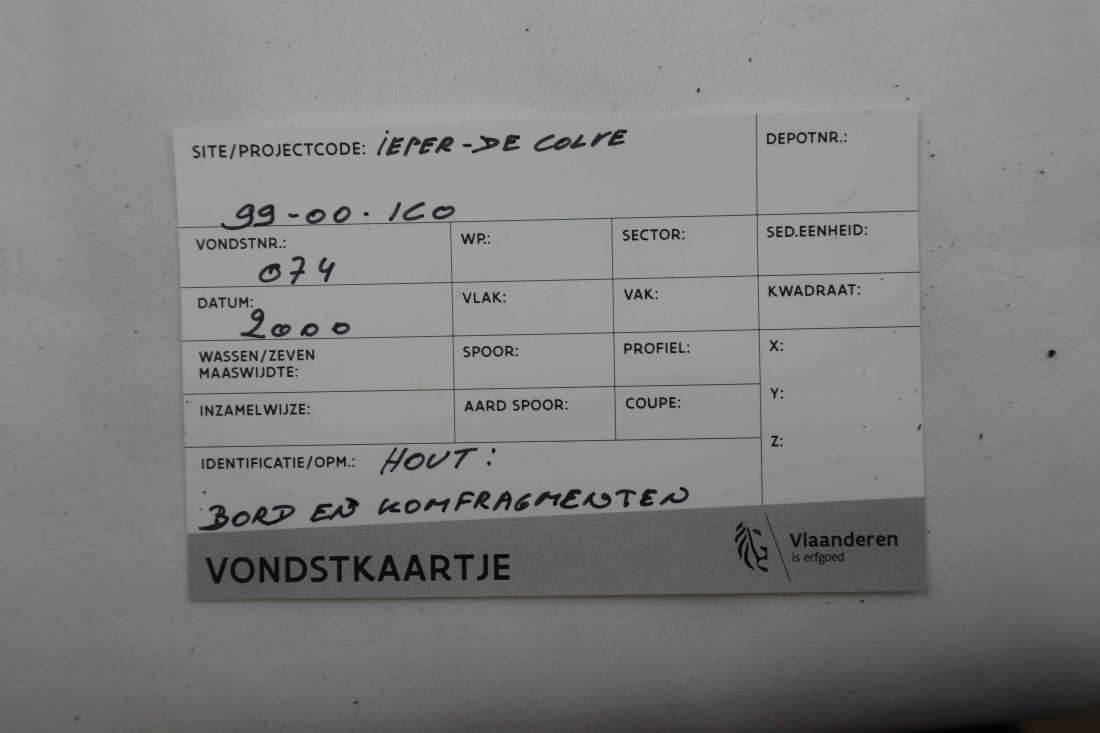 SITE/PROJECTCODE: IEPER-DE COLVE
DEPOTNR.:
99-00.ICO
VONDSTNR.:
074
WP.:
SECTOR:
SED.EENHEID:
DATUM:
2000
VLAK:
VAK:
KWADRAAT:
WASSEN/ZEVEN
MAASWIJDTE:
SPOOR:
PROFIEL:
X:
Y:
Z:
INZAMELWIJZE:
AARD SPOOR:
COUPE:
IDENTIFICATIE/OPM.: HOUT:
BORD EN KOMFRAGMENTEN
VONDSTKAARTJE
Vlaanderen
is erfgoed